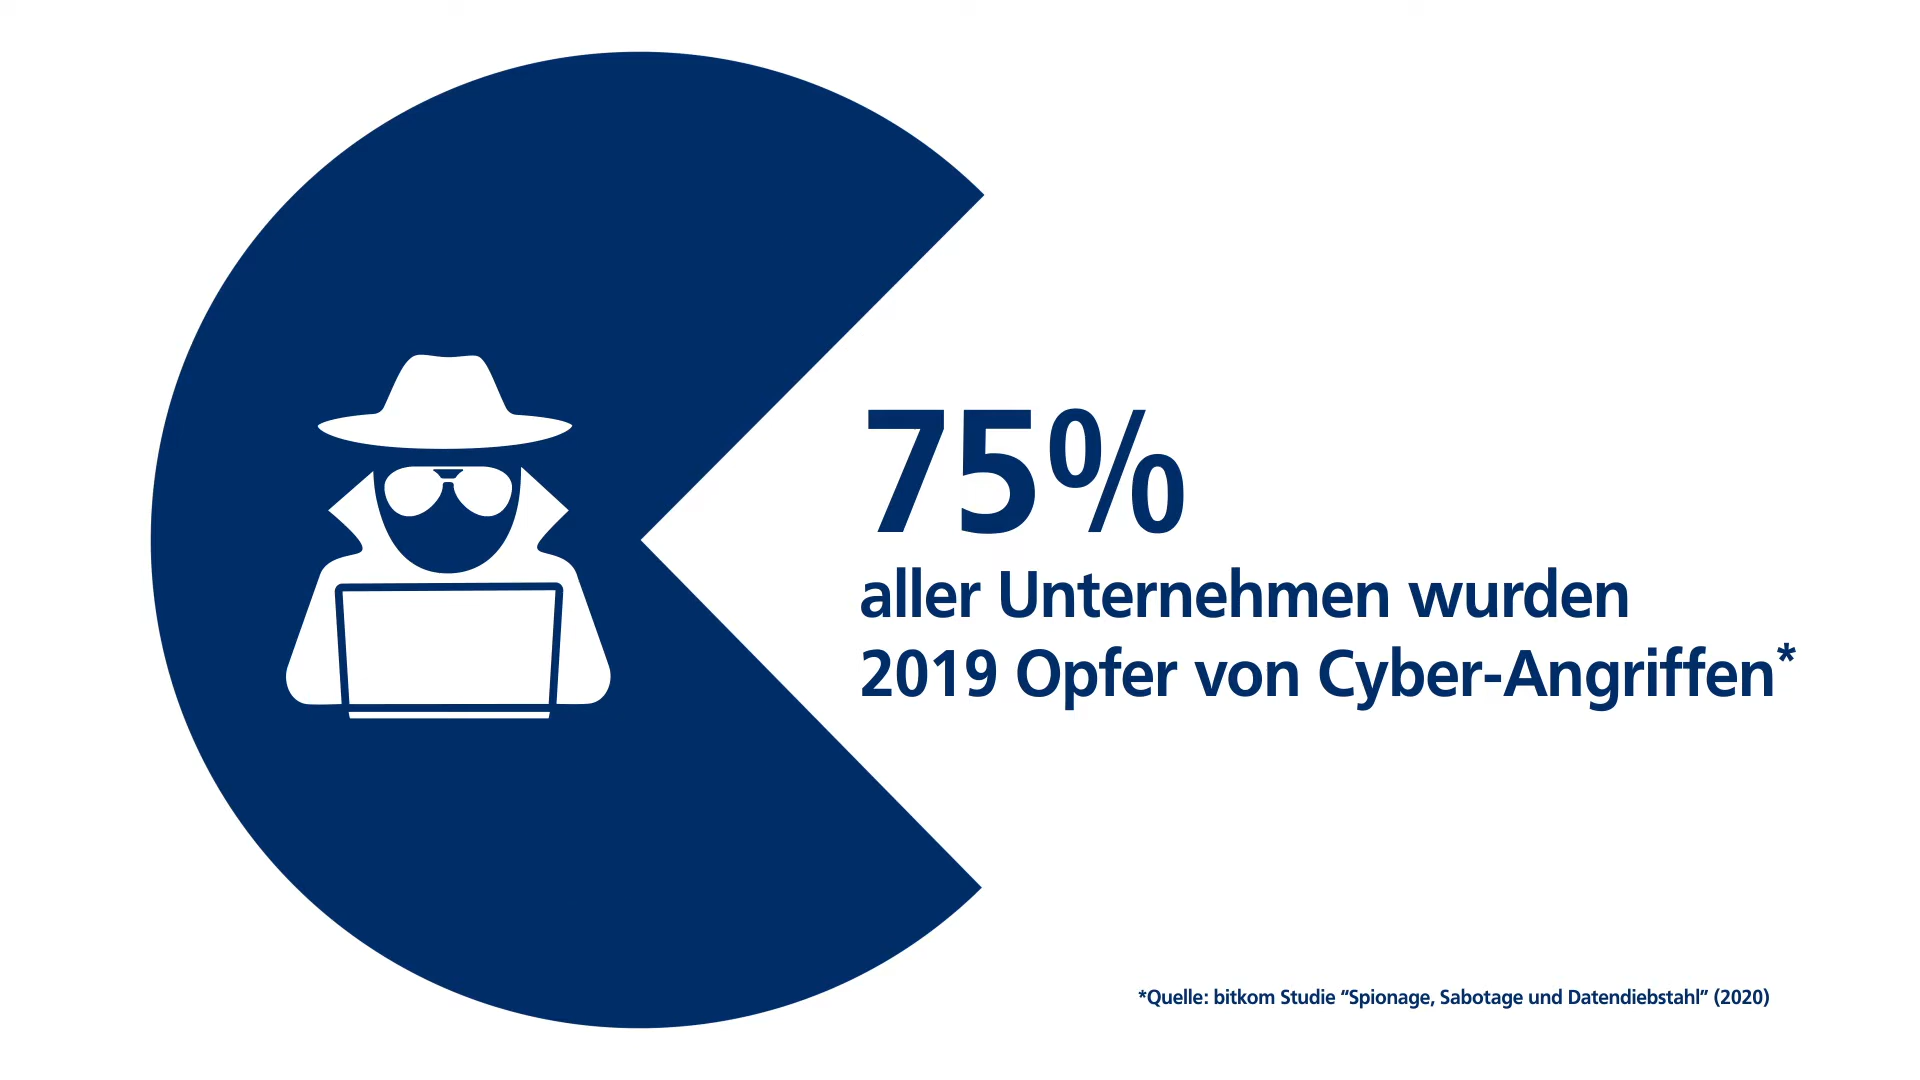 75%
aller Unternehmen wurden
2019 Opfer von Cyber-Angriffen*
*Quelle: bitkom Studie “Spionage, Sabotage und Datendiebstahl” (2020)